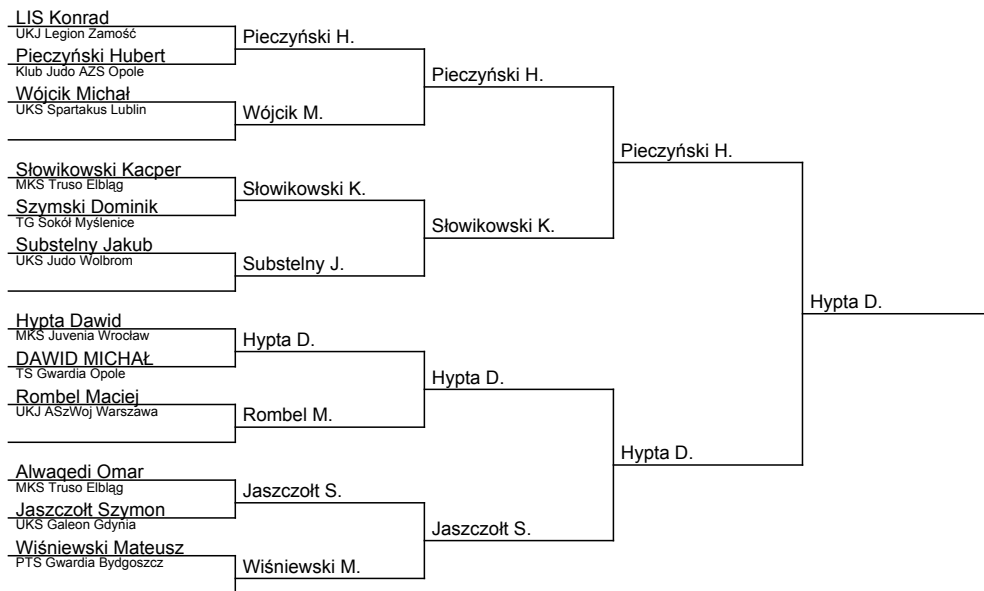 LIS Konrad
UKJ Legion Zamość
Pieczyński Hubert
Klub Judo AZS Opole
Wójcik Michał
UKS Spartakus Lublin
Słowikowski Kacper
MKS Truso Elbląg
Szymski Dominik
TG Sokół Myślenice
Substelny Jakub
UKS Judo Wolbrom
Hypta Dawid
MKS Juvenia Wrocław
DAWID MICHAŁ
TS Gwardia Opole
Rombel Maciej
UKJ ASzWoj Warszawa
Alwaqedi Omar
MKS Truso Elbląg
Jaszczołt Szymon
UKS Galeon Gdynia
Wiśniewski Mateusz
PTS Gwardia Bydgoszcz
Pieczyński H.
Wójcik M.
Słowikowski K.
Substelny J.
Hypta D.
Rombel M.
Jaszczołt S.
Wiśniewski M.
Pieczyński H.
Słowikowski K.
Hypta D.
Jaszczołt S.
Pieczyński H.
Hypta D.
Hypta D.